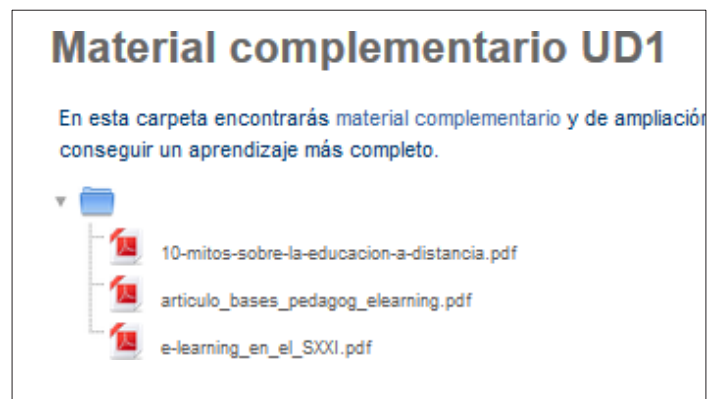 Material complementario UD1
En esta carpeta encontrarás material complementario y de ampliación
conseguir un aprendizaje más completo.
10-mitos-sobre-la-educacion-a-distancia.pdf
articulo_bases_pedagog_elearning.pdf
e-learning_en_el_SXXI.pdf